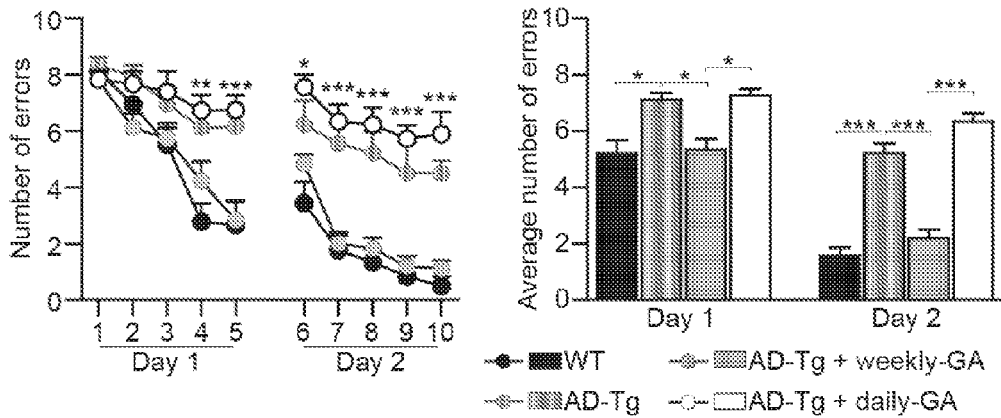 Number of errors
10
8
6
4
2
0
** ***
* *** *** *** ***
1 2 3 4 5 6 7 8 9 10
Day 1 Day 2
Average number of errors
10
8
6
4
2
0
* * *
*** *** ***
Day 1 Day 2
WT AD-Tg + weekly-GA
AD-Tg AD-Tg + daily-GA